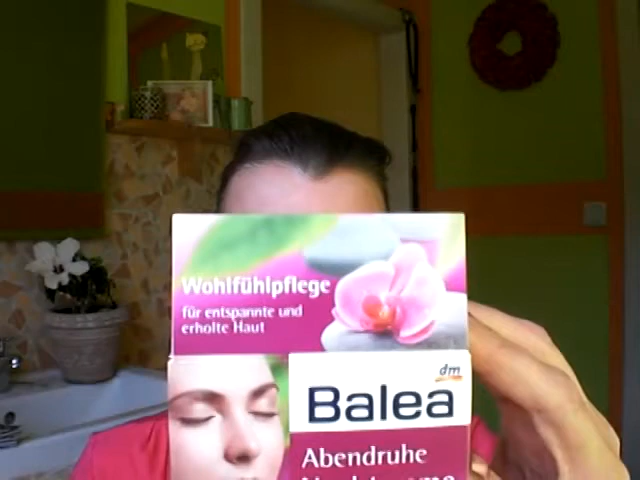 Wohlfühlpflege
für entspannte und
erholte Haut
dm
Balea
Abendruhe